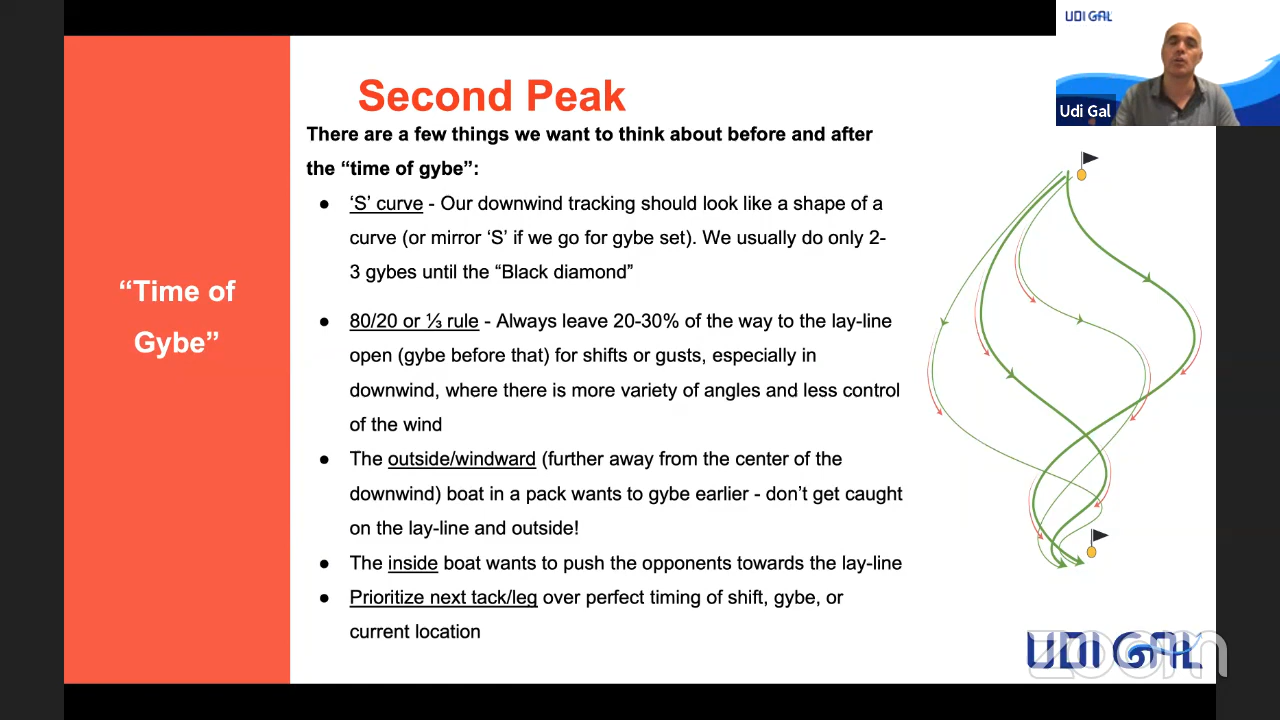 UDI GAL
Udi Gal
Second Peak
There are a few things we want to think about before and after
the “time of gybe”:
● ‘S’ curve - Our downwind tracking should look like a shape of a
curve (or mirror ‘S’ if we go for gybe set). We usually do only 2-
3 gybes until the “Black diamond”
● 80/20 or ⅓ rule - Always leave 20-30% of the way to the lay-line
open (gybe before that) for shifts or gusts, especially in
downwind, where there is more variety of angles and less control
of the wind
● The outside/windward (further away from the center of the
downwind) boat in a pack wants to gybe earlier - don’t get caught
on the lay-line and outside!
● The inside boat wants to push the opponents towards the lay-line
● Prioritize next tack/leg over perfect timing of shift, gybe, or
current location
“Time of
Gybe”
UDI GAL
zoom